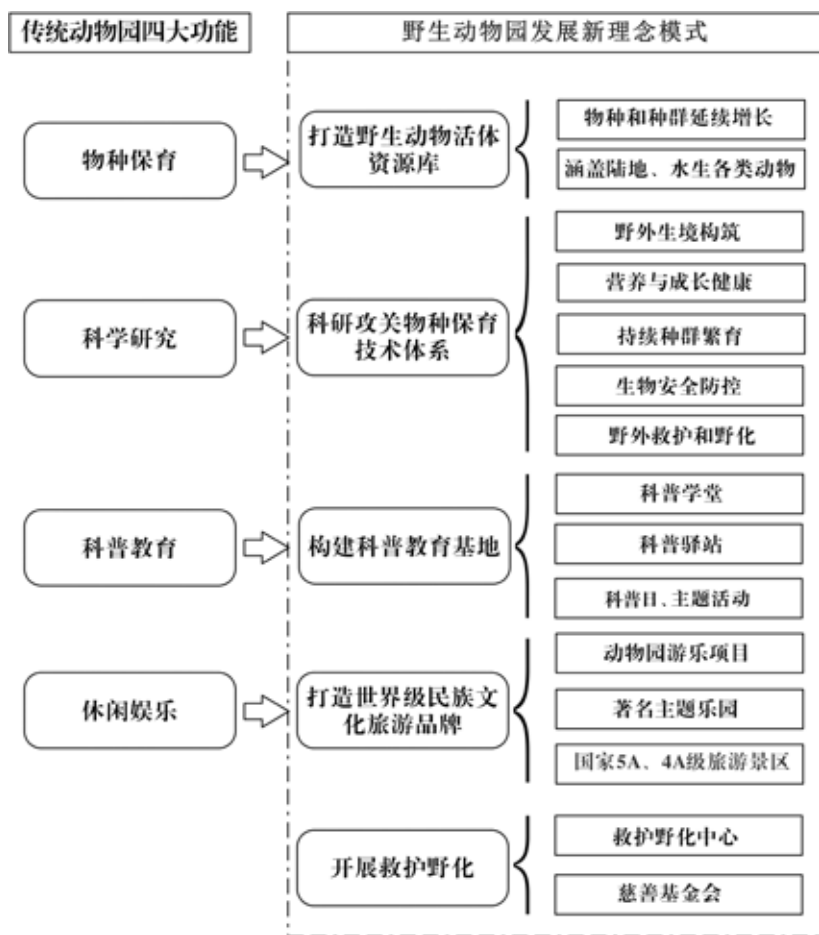 传统动物园四大功能
野生动物园发展新理念模式
物种保育
打造野生动物活体
资源库
物种和种群延续增长
涵盖陆地、水生各类动物
科学研究
科研攻关物种保育
技术体系
野外生境构筑
营养与成长健康
持续种群繁育
生物安全防控
野外救护和野化
科普教育
构建科普教育基地
科普学堂
科普驿站
科普日、主题活动
休闲娱乐
打造世界级民族文
化旅游品牌
动物园游乐项目
著名主题乐园
国家5A、4A级旅游景区
开展救护野化
救护野化中心
慈善基金会